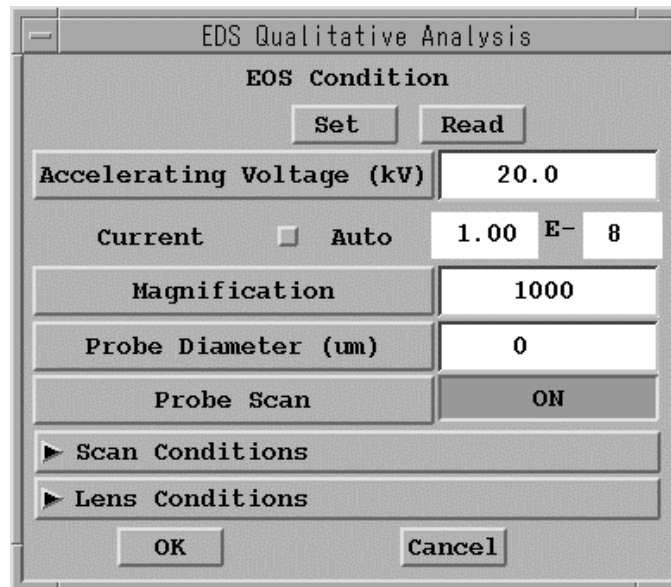 EDS Qualitative Analysis
EOS Condition
Set Read
Accelerating Voltage (kV) 20.0
Current Auto 1.00 E- 8
Magnification 1000
Probe Diameter (um) 0
Probe Scan ON
Scan Conditions
Lens Conditions
OK Cancel